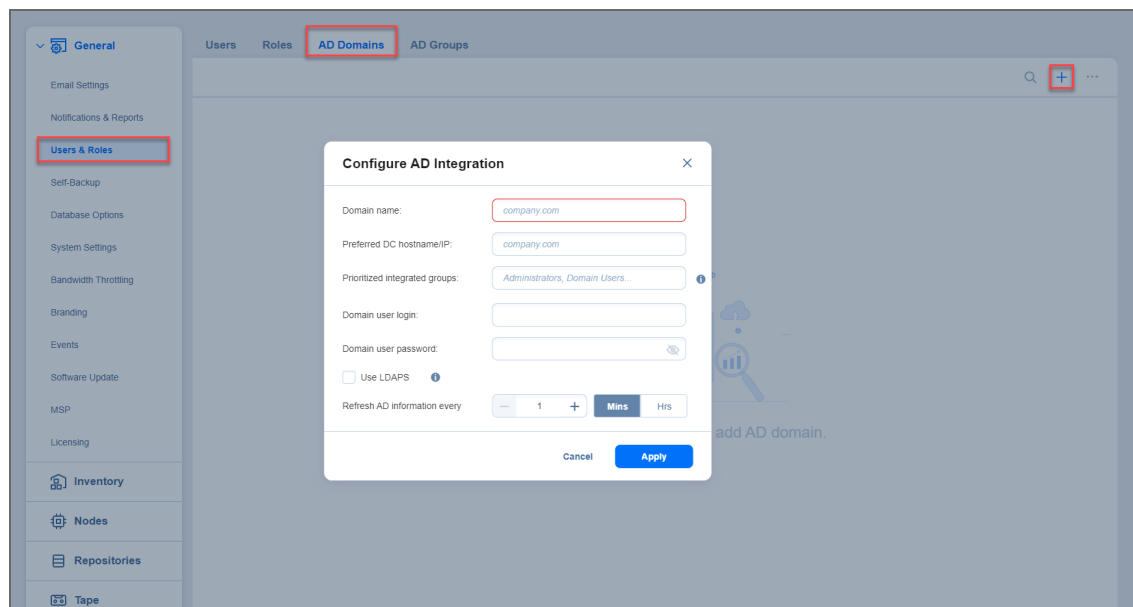 General
Users Roles AD Domains AD Groups
Email Settings
Notifications & Reports
Users & Roles
Self-Backup
Database Options
System Settings
Bandwidth Throttling
Branding
Events
Software Update
MSP
Licensing
Inventory
Nodes
Repositories
Tape
Configure AD Integration
Domain name: company.com
Preferred DC hostname/IP: company.com
Prioritized integrated groups: Administrators, Domain Users...
Domain user login:
Domain user password:
Use LDAPS
Refresh AD information every 1 Mins Hrs
Cancel Apply
add AD domain.